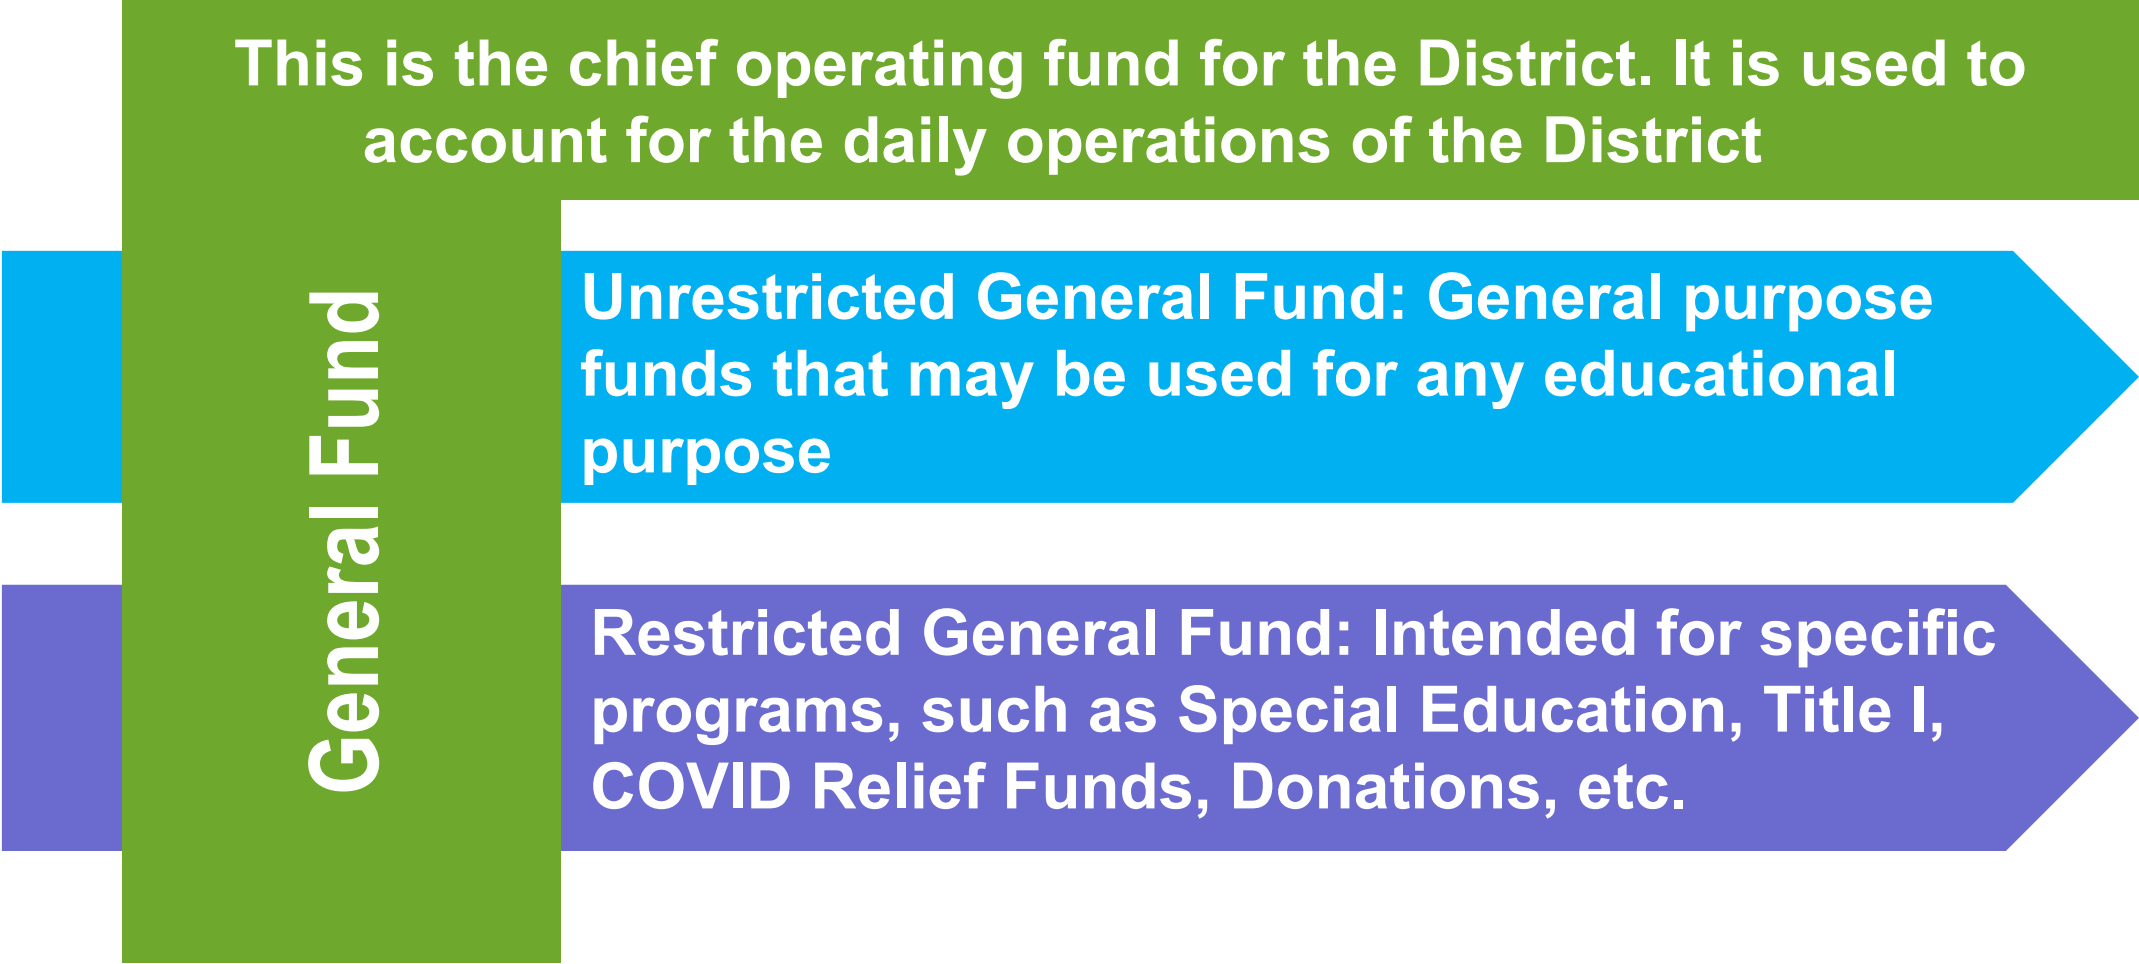 This is the chief operating fund for the District. It is used to
account for the daily operations of the District
General Fund
Unrestricted General Fund: General purpose
funds that may be used for any educational
purpose
Restricted General Fund: Intended for specific
programs, such as Special Education, Title I,
COVID Relief Funds, Donations, etc.